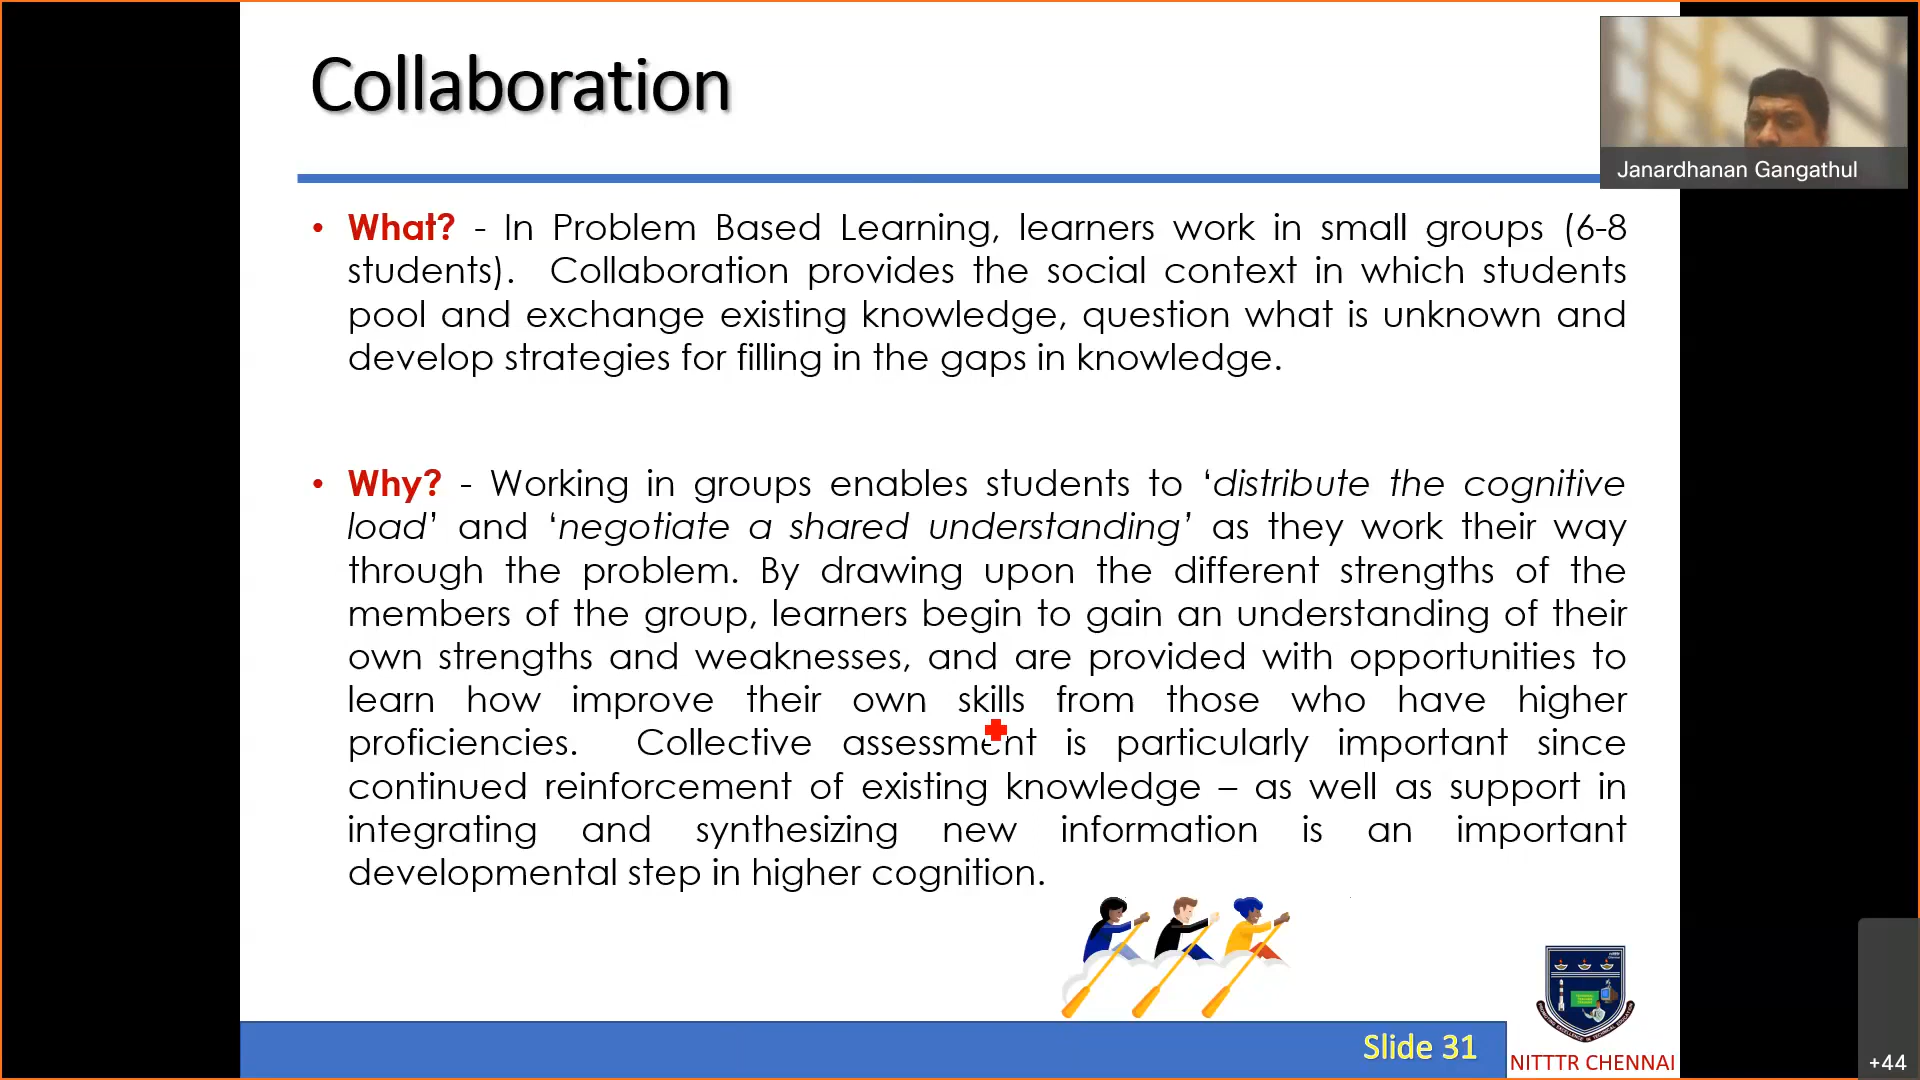 Collaboration
Janardhanan Gangathul
• What? - In Problem Based Learning, learners work in small groups (6-8
students). Collaboration provides the social context in which students
pool and exchange existing knowledge, question what is unknown and
develop strategies for filling in the gaps in knowledge.
• Why? - Working in groups enables students to ‘distribute the cognitive
load’ and ‘negotiate a shared understanding’ as they work their way
through the problem. By drawing upon the different strengths of the
members of the group, learners begin to gain an understanding of their
own strengths and weaknesses, and are provided with opportunities to
learn how improve their own skills from those who have higher
proficiencies. Collective assessment is particularly important since
continued reinforcement of existing knowledge – as well as support in
integrating and synthesizing new information is an important
developmental step in higher cognition.
Slide 31
NITTTR CHENNAI
+44